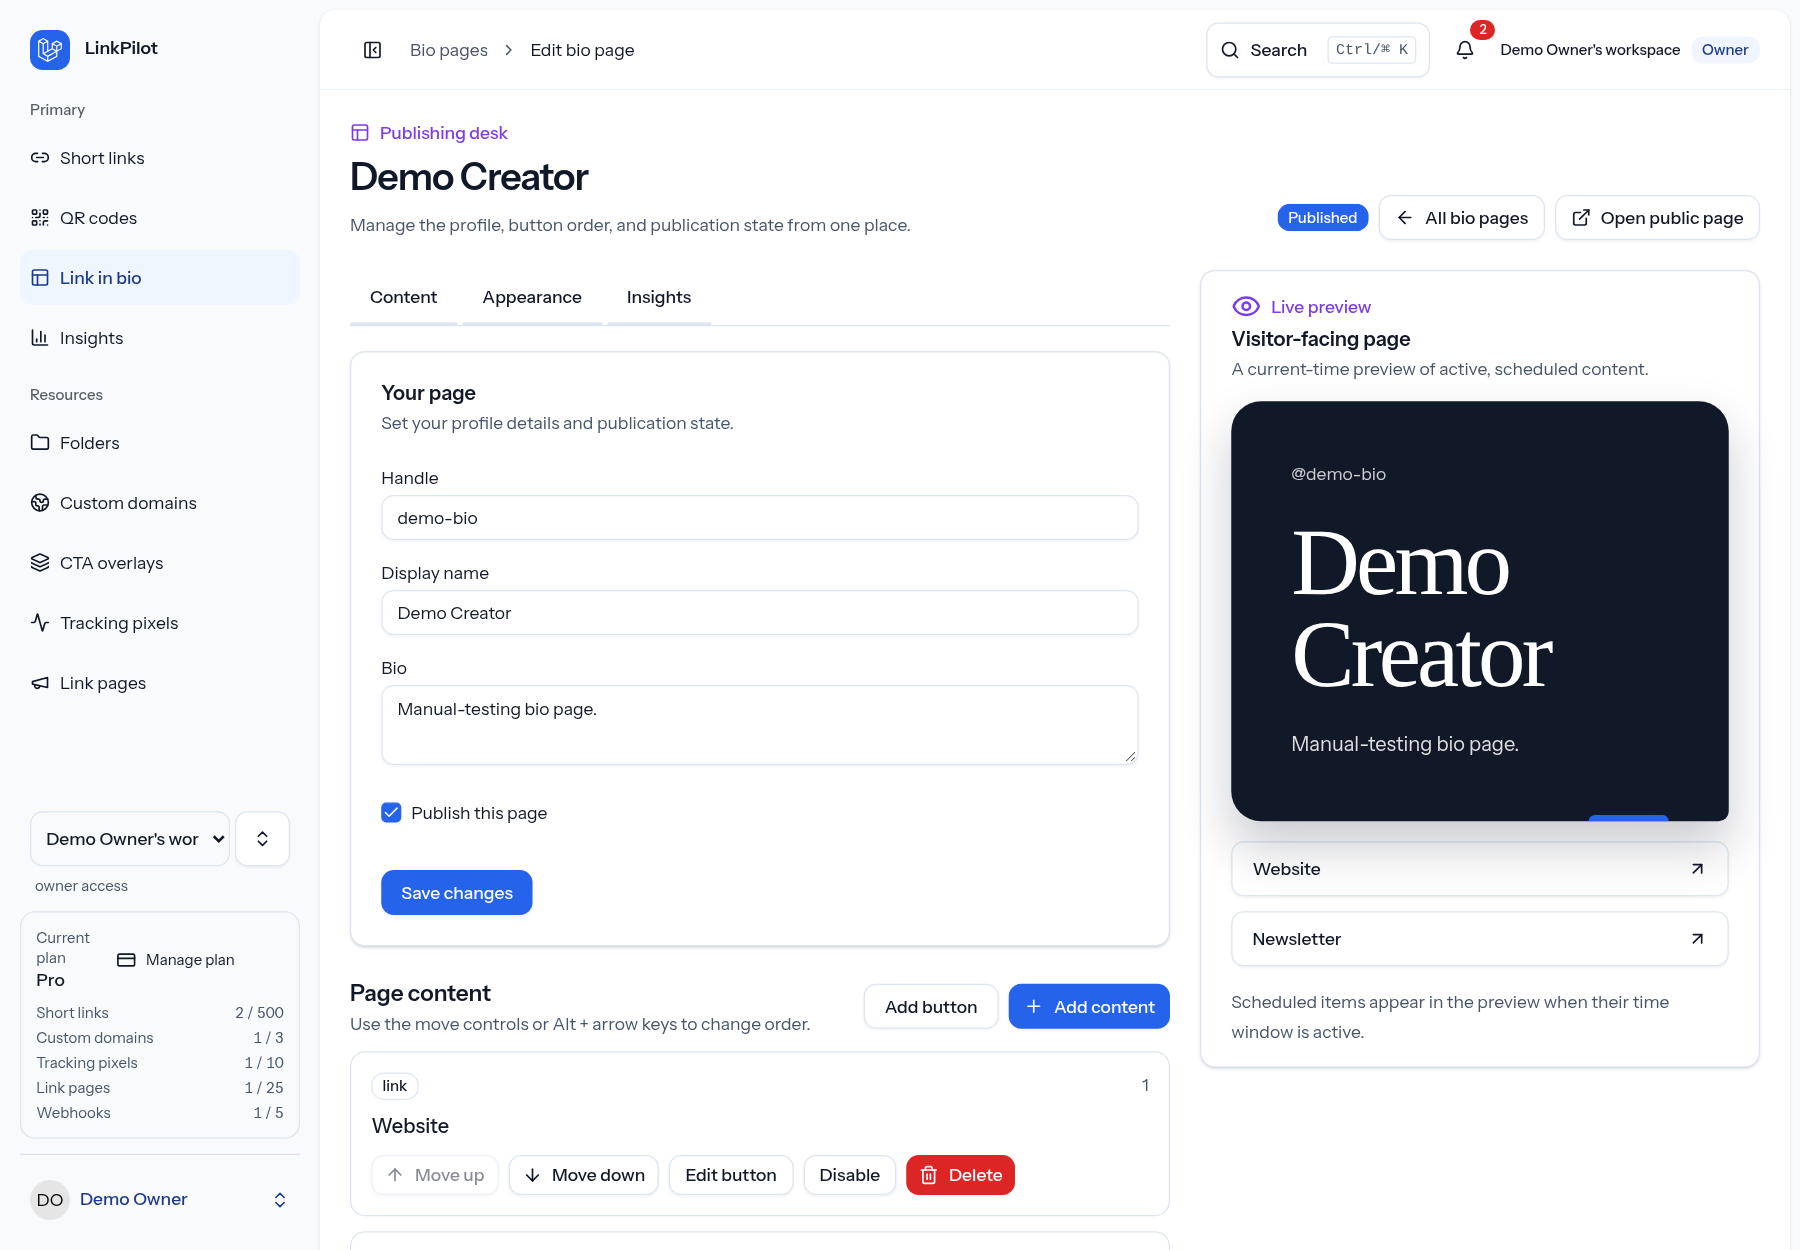 LinkPilot
Primary
Short links
QR codes
Link in bio
Insights
Resources
Folders
Custom domains
CTA overlays
Tracking pixels
Link pages
Demo Owner's wor
owner access
Current plan
Pro
Manage plan
Short links 2 / 500
Custom domains 1 / 3
Tracking pixels 1 / 10
Link pages 1 / 25
Webhooks 1 / 5
DO Demo Owner
Bio pages > Edit bio page
Search Ctrl/⌘ K
2
Demo Owner's workspace Owner
Publishing desk
Demo Creator
Manage the profile, button order, and publication state from one place.
Published
All bio pages
Open public page
Content Appearance Insights
Your page
Set your profile details and publication state.
Handle
demo-bio
Display name
Demo Creator
Bio
Manual-testing bio page.
Publish this page
Save changes
Page content
Use the move controls or Alt + arrow keys to change order.
Add button
Add content
link 1
Website
Move up Move down Edit button Disable Delete
Live preview
Visitor-facing page
A current-time preview of active, scheduled content.
@demo-bio
Demo
Creator
Manual-testing bio page.
Website
Newsletter
Scheduled items appear in the preview when their time
window is active.